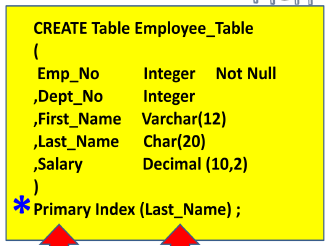 CREATE Table Employee_Table
(
Emp_No Integer Not Null
,Dept_No Integer
,First_Name Varchar(12)
,Last_Name Char(20)
,Salary Decimal (10,2)
)
* Primary Index (Last_Name) ;